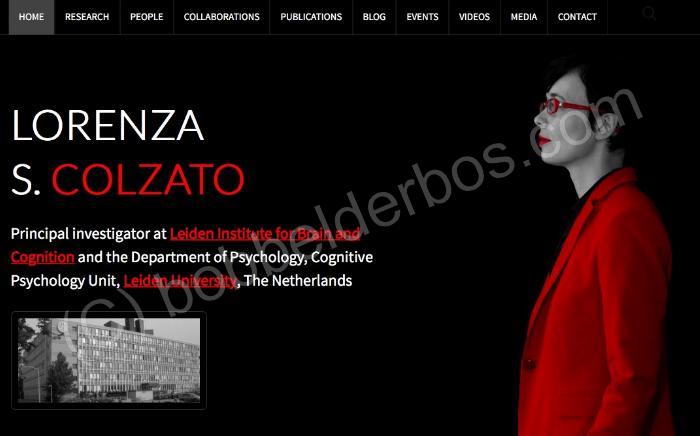 HOME RESEARCH PEOPLE COLLABORATIONS PUBLICATIONS BLOG EVENTS VIDEOS MEDIA CONTACT
LORENZA
S. COLZATO
Principal investigator at Leiden Institute for Brain and
Cognition and the Department of Psychology, Cognitive
Psychology Unit, Leiden University, The Netherlands
(C) bobbelderbos.com